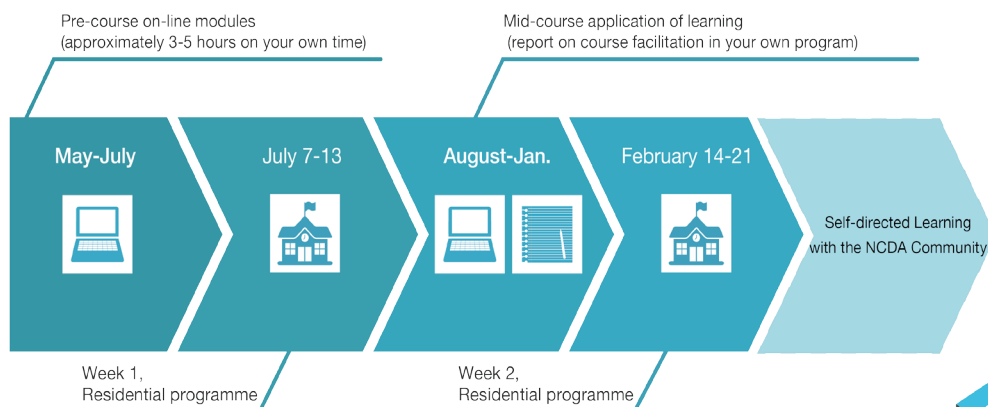 Pre-course on-line modules
(approximately 3-5 hours on your own time)
Mid-course application of learning
(report on course facilitation in your own program)
May-July
July 7-13
August-Jan.
February 14-21
Self-directed Learning
with the NCDA Community
Week 1,
Residential programme
Week 2,
Residential programme